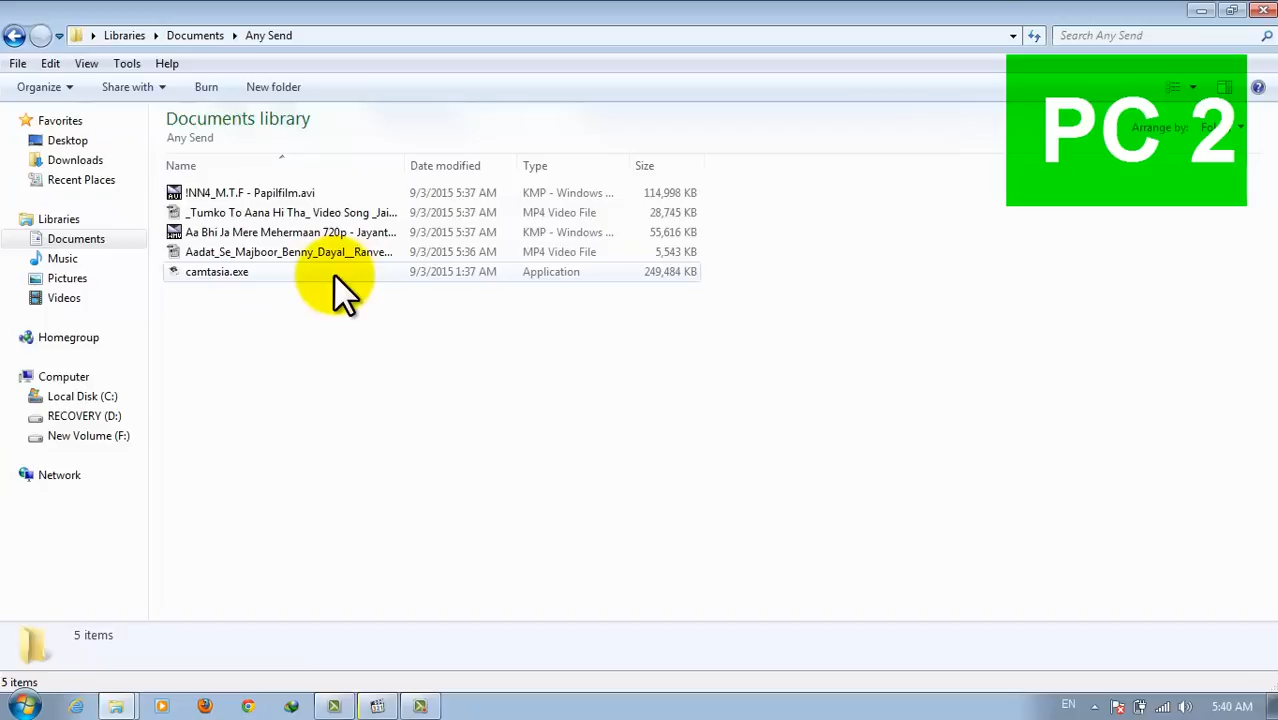 Libraries Documents Any Send Search Any Send
File Edit View Tools Help
Organize Share with Burn New folder
PC 2
Favorites
Desktop
Downloads
Recent Places
Libraries
Documents
Music
Pictures
Videos
Homegroup
Computer
Local Disk (C:)
RECOVERY (D:)
New Volume (F:)
Network
Documents library
Any Send
Arrange by:
Name Date modified Type Size
!NN4_M.T.F - Papilfilm.avi 9/3/2015 5:37 AM KMP - Windows ... 114,998 KB
_Tumko To Aana Hi Tha_ Video Song _Jai... 9/3/2015 5:37 AM MP4 Video File 28,745 KB
Aa Bhi Ja Mere Mehermaan 720p - Jayant... 9/3/2015 5:37 AM KMP - Windows ... 55,616 KB
Aadat_Se_Majboor_Benny_Dayal__Ranve... 9/3/2015 5:36 AM MP4 Video File 5,543 KB
camtasia.exe 9/3/2015 1:37 AM Application 249,484 KB
5 items
5 items
EN 5:40 AM